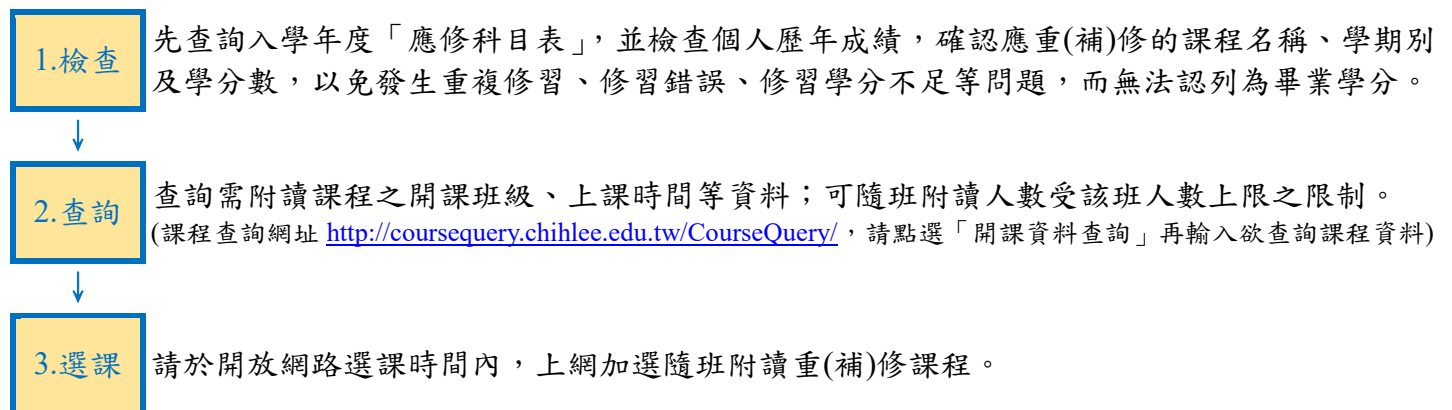 1.檢查
先查詢入學年度「應修科目表」，並檢查個人歷年成績，確認應重(補)修的課程名稱、學期別
及學分數，以免發生重複修習、修習錯誤、修習學分不足等問題，而無法認列為畢業學分。
↓
2.查詢
查詢需附讀課程之開課班級、上課時間等資料；可隨班附讀人數受該班人數上限之限制。
(課程查詢網址 http://coursequery.chihlee.edu.tw/CourseQuery/，請點選「開課資料查詢」再輸入欲查詢課程資料)
↓
3.選課
請於開放網路選課時間內，上網加選隨班附讀重(補)修課程。